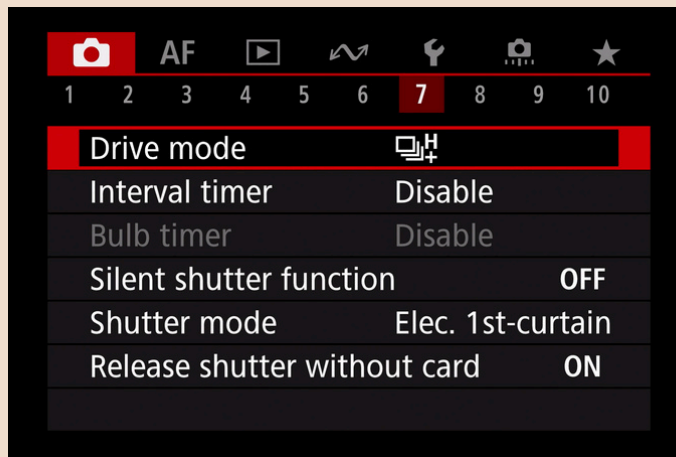 AF
1 2 3 4 5 6 7 8 9 10
Drive mode H+
Interval timer Disable
Bulb timer Disable
Silent shutter function OFF
Shutter mode Elec. 1st-curtain
Release shutter without card ON